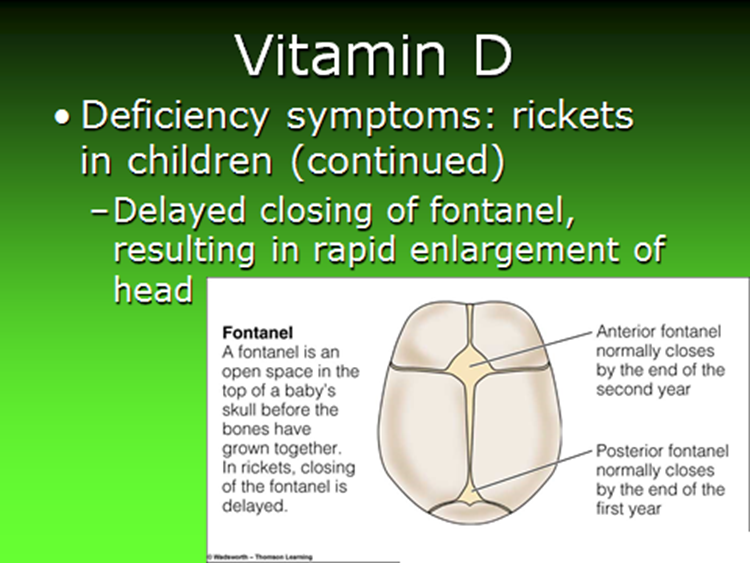 Vitamin D
• Deficiency symptoms: rickets
in children (continued)
–Delayed closing of fontanel,
resulting in rapid enlargement of
head
Fontanel
A fontanel is an
open space in the
top of a baby's
skull before the
bones have
grown together.
In rickets, closing
of the fontanel is
delayed.
Anterior fontanel
normally closes
by the end of the
second year
Posterior fontanel
normally closes
by the end of the
first year
© Wadsworth – Thomson Learning